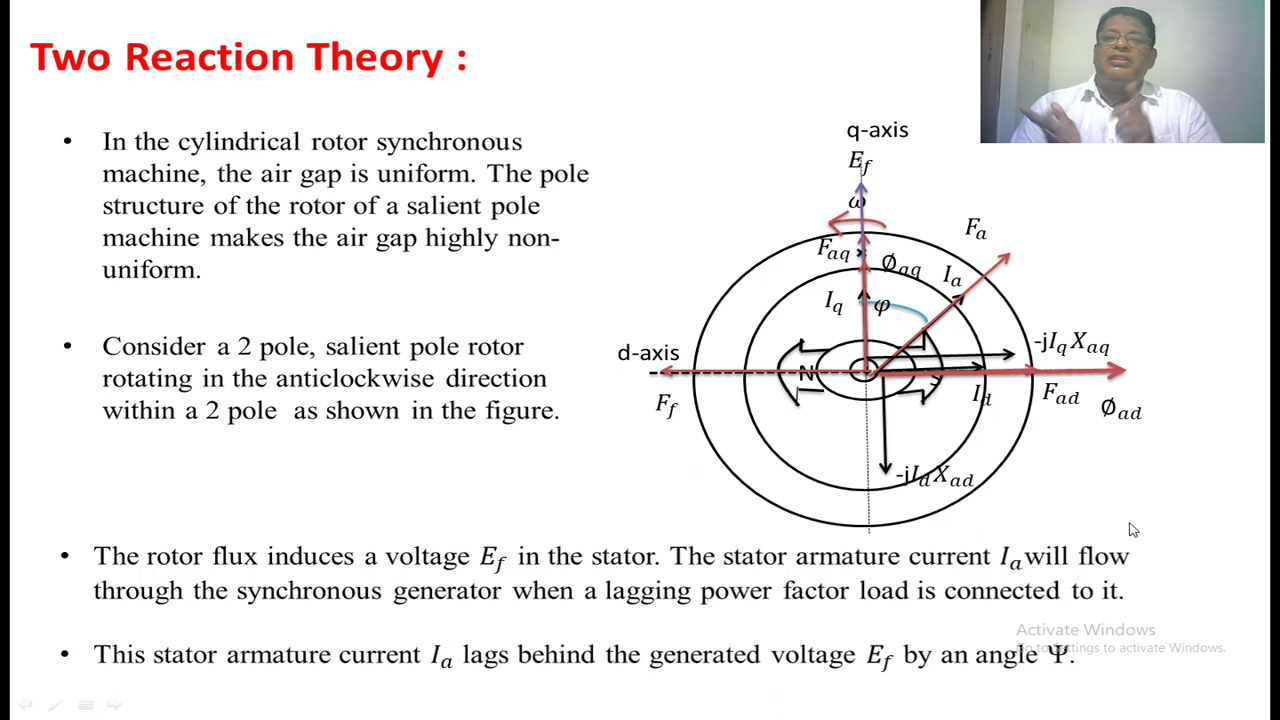 Two Reaction Theory :
• In the cylindrical rotor synchronous
machine, the air gap is uniform. The pole
structure of the rotor of a salient pole
machine makes the air gap highly non-
uniform.
• Consider a 2 pole, salient pole rotor
rotating in the anticlockwise direction
within a 2 pole as shown in the figure.
q-axis
E_f
ω
F_a
F_aq
Ø_aq
I_a
I_q
φ
-jI_qX_aq
d-axis
N
F_f
I_d
F_ad
Ø_ad
-jI_dX_ad
• The rotor flux induces a voltage E_f in the stator. The stator armature current I_a will flow
through the synchronous generator when a lagging power factor load is connected to it.
• This stator armature current I_a lags behind the generated voltage E_f by an angle Ψ.
Activate Windows
Go to Settings to activate Windows.